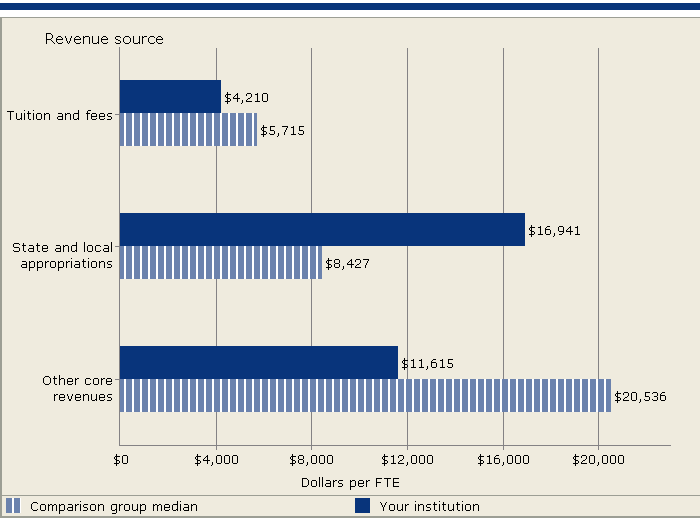 Revenue source
$4,210
Tuition and fees
$5,715
$16,941
State and local
appropriations
$8,427
$11,615
Other core
revenues
$20,536
$0 $4,000 $8,000 $12,000 $16,000 $20,000
Dollars per FTE
Comparison group median Your institution